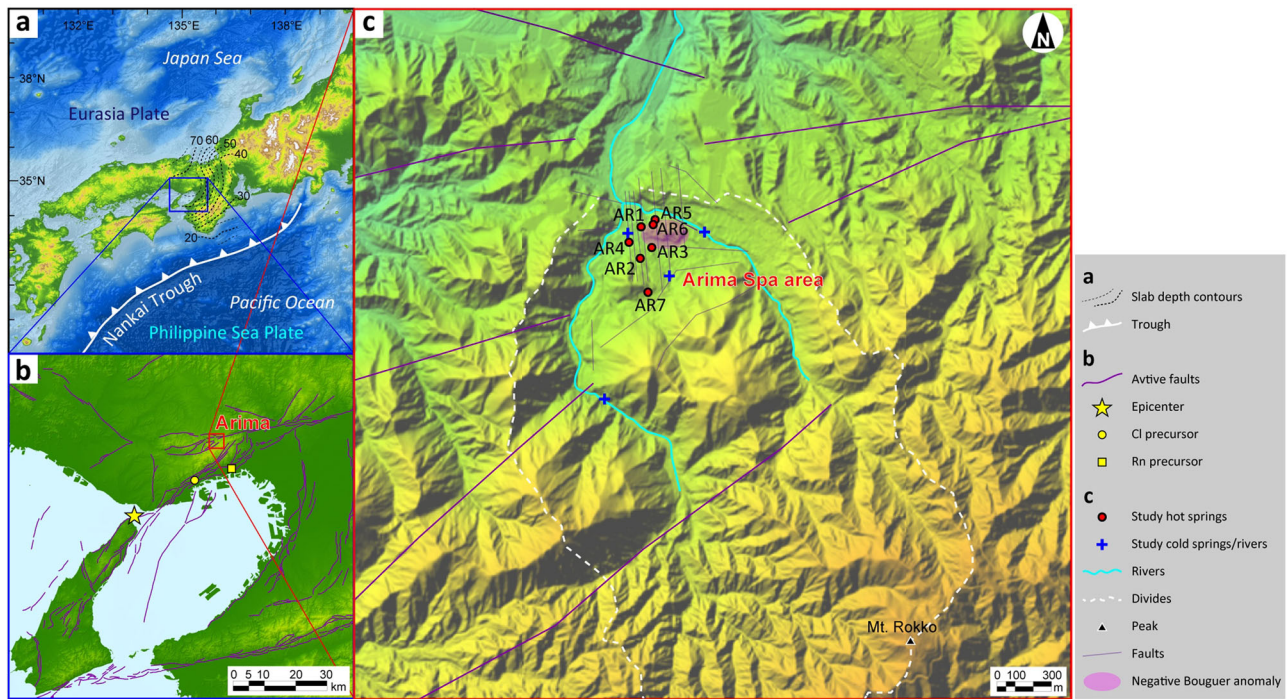 a
132°E
135°E
138°E
Japan Sea
38°N
Eurasia Plate
70
60
50
40
35°N
30
20
Nankai Trough
Pacific Ocean
Philippine Sea Plate
b
Arima
0 5 10 20 30
km
c
N
AR1
AR5
AR6
AR4
AR3
AR2
Arima Spa area
AR7
Mt. Rokko
0 100 300
m
a
Slab depth contours
Trough
b
Avtive faults
Epicenter
Cl precursor
Rn precursor
c
Study hot springs
Study cold springs/rivers
Rivers
Divides
Peak
Faults
Negative Bouguer anomaly